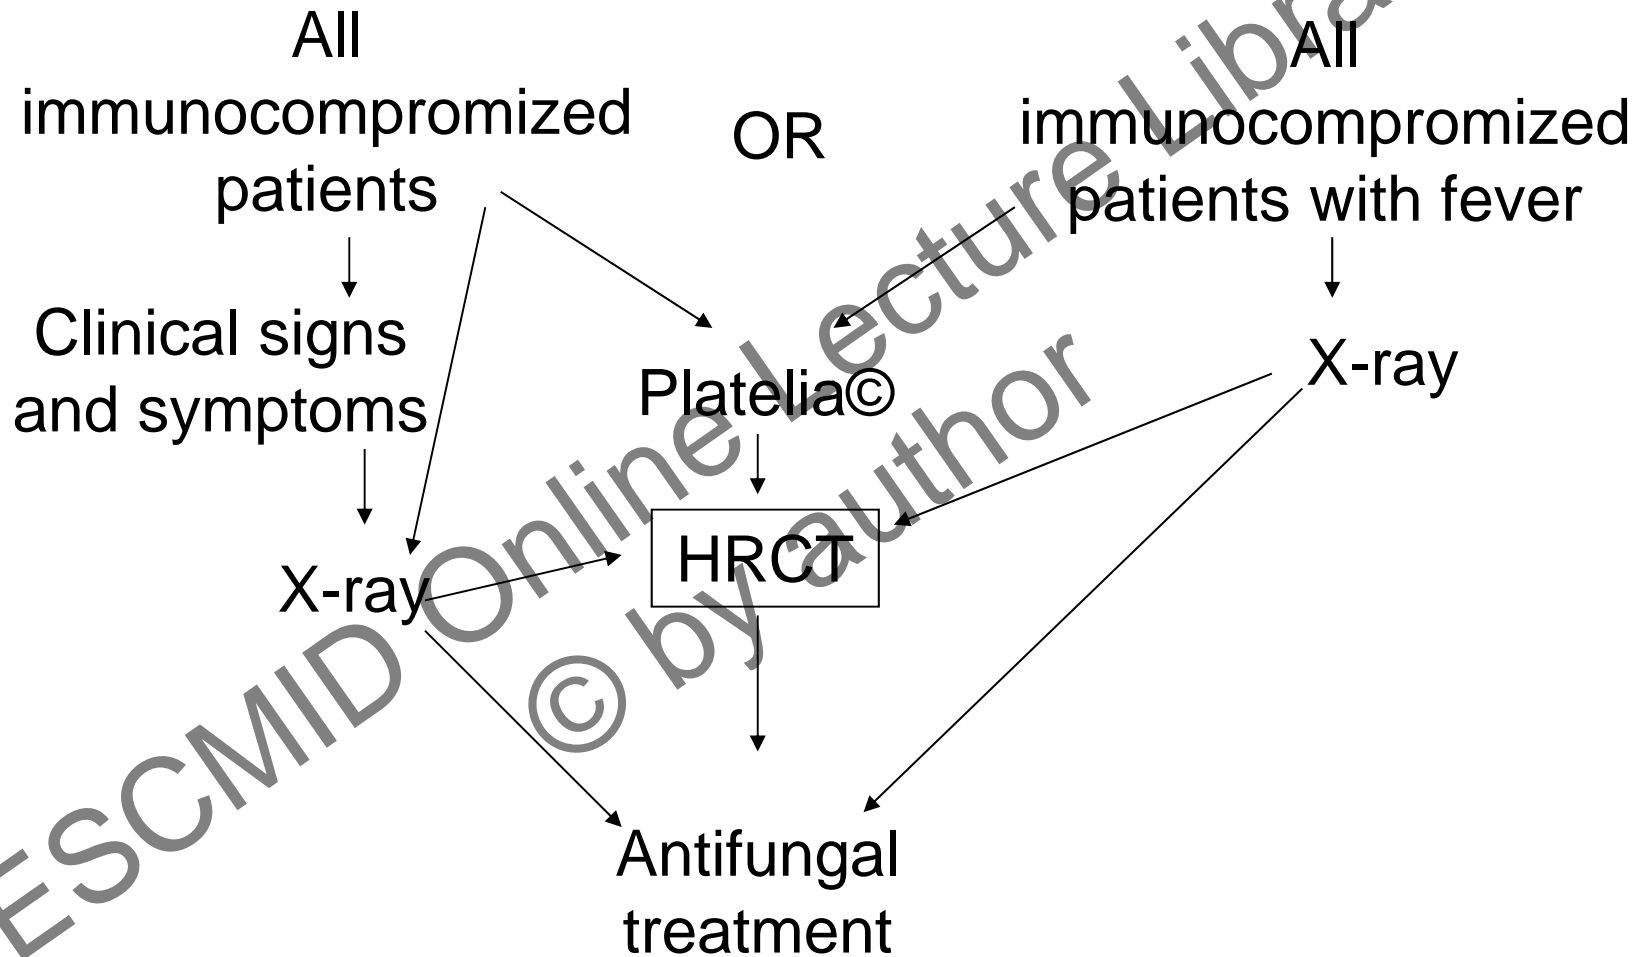 All
immunocompromized
patients
OR
All
immunocompromized
patients with fever
Clinical signs
and symptoms
Platelia©
X-ray
X-ray
HRCT
Antifungal
treatment
ESCMID Online Lecture
© by author